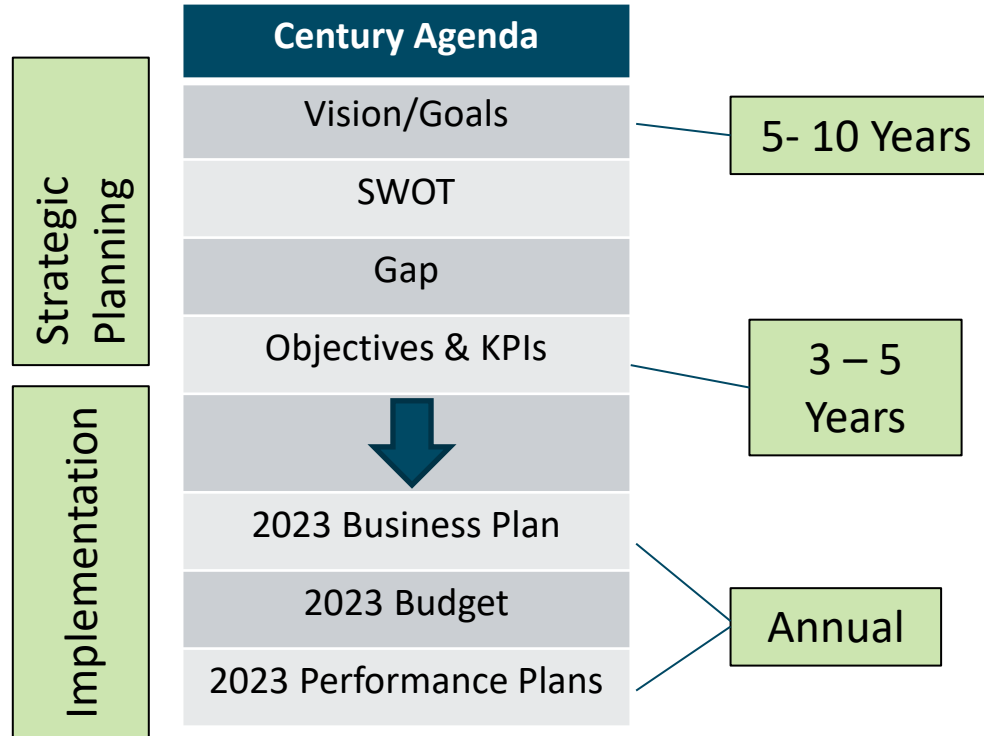 Century Agenda
Strategic
Planning
Vision/Goals
5- 10 Years
SWOT
Gap
Objectives & KPIs
3 – 5
Years
Implementation
2023 Business Plan
2023 Budget
Annual
2023 Performance Plans